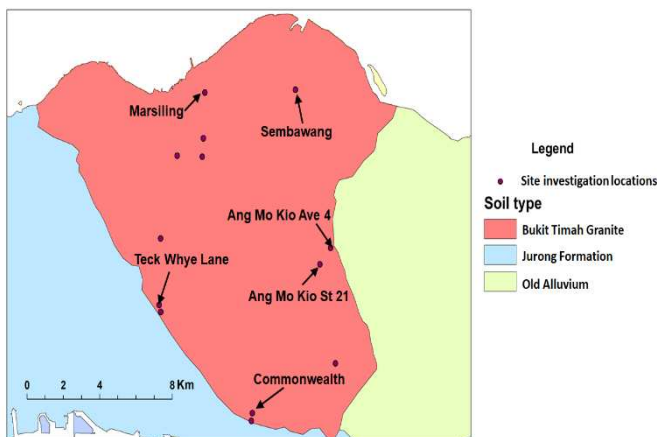 Marsiling
Sembawang
Legend
Site investigation locations
Soil type
Ang Mo Kio Ave 4
Bukit Timah Granite
Teck Whye Lane
Jurong Formation
Ang Mo Kio St 21
Old Alluvium
Commonwealth
0 2 4 8 Km